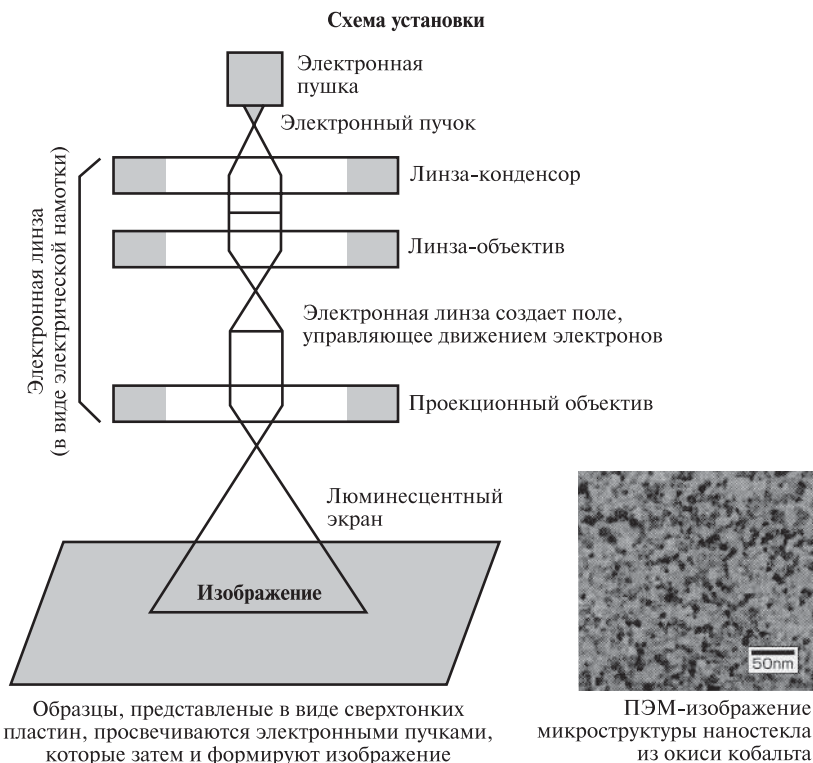 Схема установки
Электронная
пушка
Электронный пучок
Линза-конденсор
Линза-объектив
Электронная линза
(в виде электрической намотки)
Электронная линза создает поле,
управляющее движением электронов
Проекционный объектив
Люминесцентный
экран
Изображение
50nm
Образцы, представленые в виде сверхтонких
пластин, просвечиваются электронными пучками,
которые затем и формируют изображение
ПЭМ-изображение
микроструктуры наностекла
из окиси кобальта